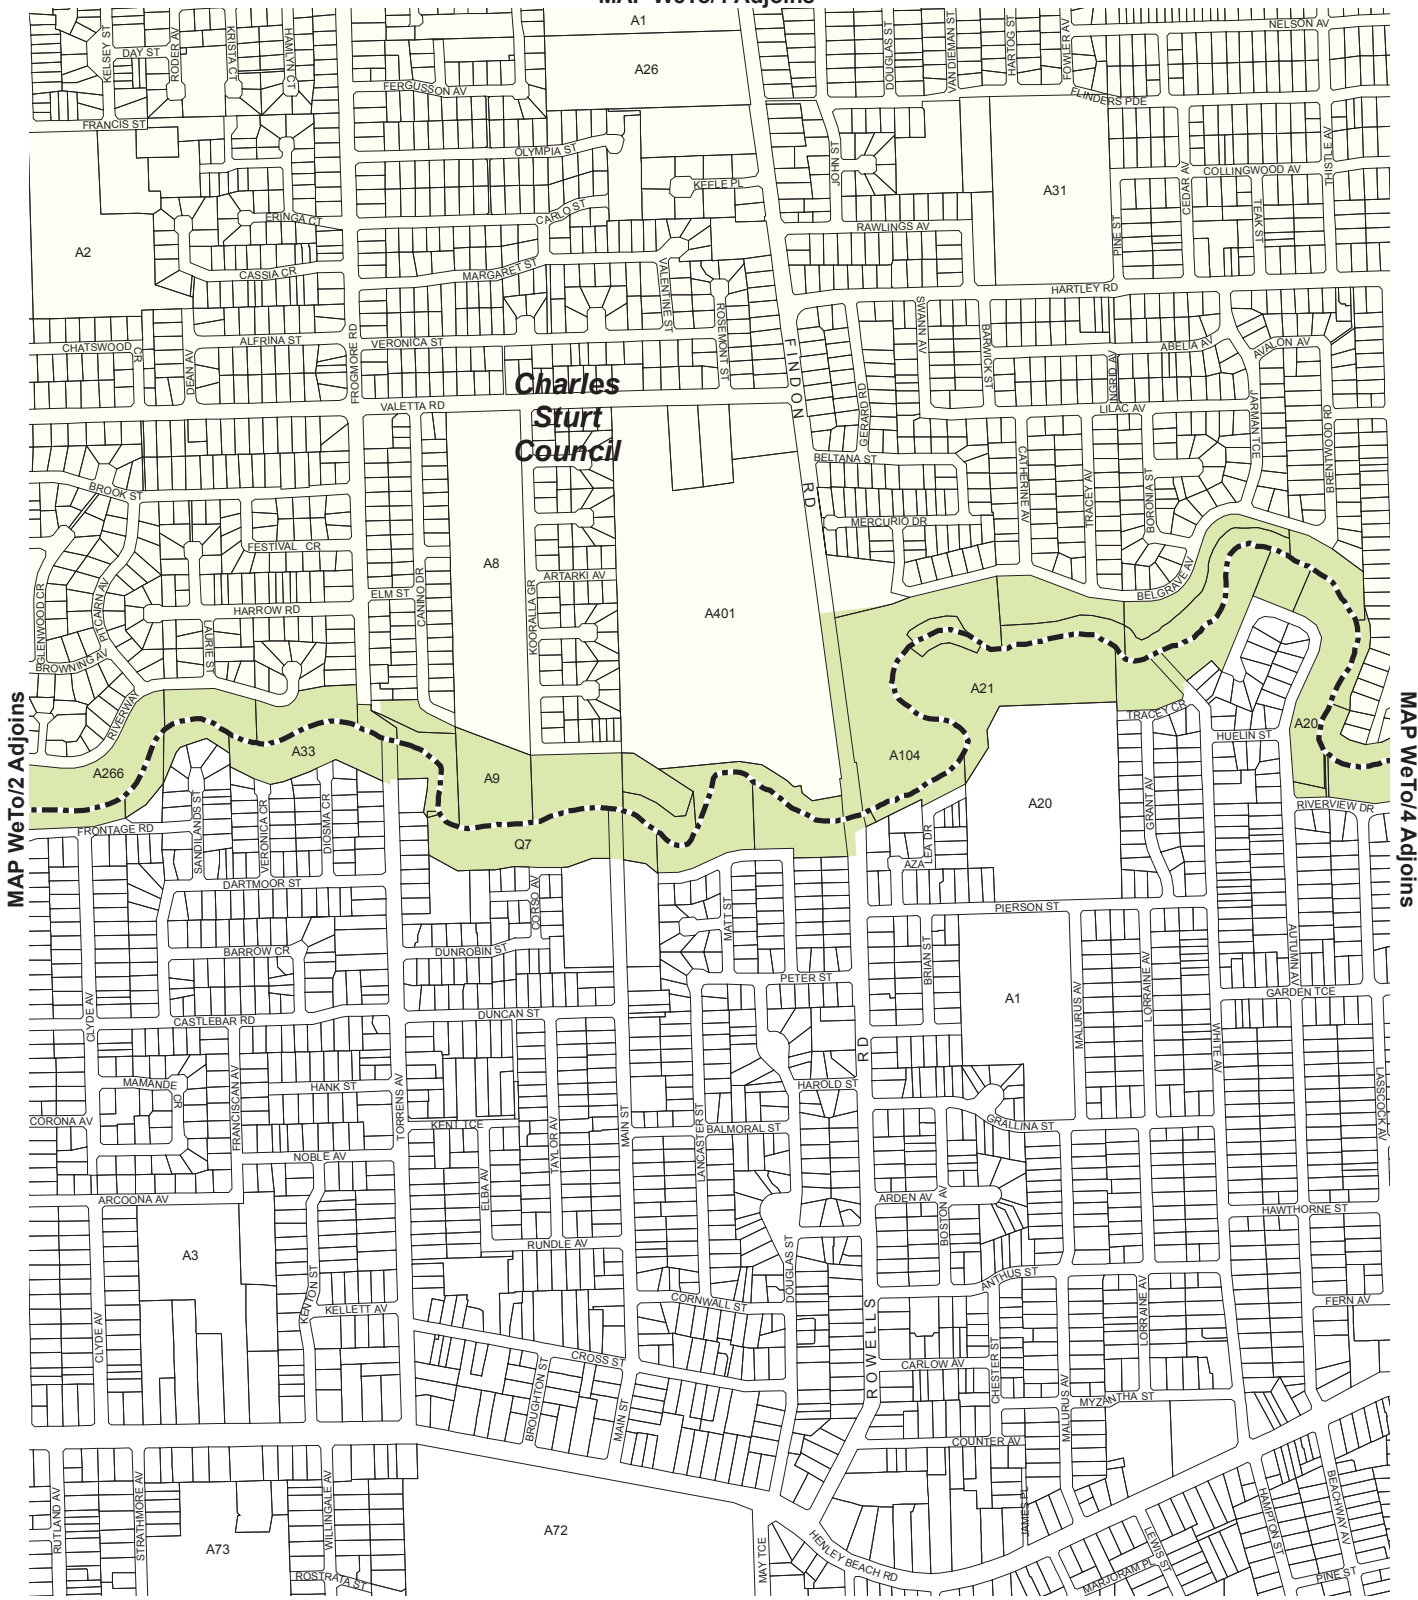 MAP WeTo/1 Adjoins
A1
A26
KELSEY ST
DAY ST
RODER AV
KRISTA CT
HAMLYN CT
FERGUSSON AV
DOUGLAS ST
VAN DIEMAN ST
HARTOG ST
FOWLER AV
NELSON AV
FLINDERS PDE
FRANCIS ST
OLYMPIA ST
JOHN ST
THISTLE AV
COLLINGWOOD AV
CEDAR AV
KEELE PL
A31
ERINGA CT
CARLO ST
RAWLINGS AV
PINE ST
TEAK ST
A2
CASSIA CR
MARGARET ST
VALENTINE ST
ROSEMONT ST
HARTLEY RD
CHATSWOOD CR
DEAN AV
ALFRINA ST
FROGMORE RD
VERONICA ST
FINDON RD
SWANN AV
BARWICK ST
INGRID AV
ABELIA AV
AVALON AV
Charles
Sturt
Council
VALETTA RD
GERARD RD
LILAC AV
JARMAN TCE
BRENTWOOD RD
BELTANA ST
CATHERINE AV
TRACEY AV
BORONIA ST
BROOK ST
MERCURIO DR
FESTIVAL CR
A8
ARTARKI AV
KOORALLA GR
CANINO DR
ELM ST
BELGRAVE AV
GLENWOOD CR
PITCAIRN AV
HARROW RD
LAURIE ST
A401
BROWNING AV
RIVERWAY
MAP WeTo/2 Adjoins
MAP WeTo/4 Adjoins
A21
TRACEY CR
HUELIN ST
A20
A33
A104
A266
A9
A20
SANDILANDS ST
VERONICA CR
DIOSMA CR
GRANT AV
RIVERVIEW DR
FRONTAGE RD
Q7
LEA DR
AZA
DARTMOOR ST
CORSO AV
MATT ST
PIERSON ST
BARROW CR
DUNROBIN ST
BRIAN ST
LORRAINE AV
AUTUMN AV
PETER ST
A1
MALURUS AV
GARDEN TCE
CLYDE AV
CASTLEBAR RD
DUNCAN ST
RD
WHITE AV
MAMANDE CR
FRANCISCAN AV
HANK ST
TORRENS AV
HAROLD ST
LASSCOCK AV
CORONA AV
KENT TCE
TAYLOR AV
MAIN ST
LANCASTER ST
BALMORAL ST
GRALLINA ST
NOBLE AV
ELBA AV
ARCOONA AV
ARDEN AV
BOSTON AV
HAWTHORNE ST
A3
RUNDLE AV
DOUGLAS ST
ANTHUS ST
KENTON ST
CORNWALL ST
FERN AV
CLYDE AV
KELLETT AV
ROWELLS
LORRAINE AV
CROSS ST
CARLOW AV
CHESTER ST
BROUGHTON ST
MAIN ST
MALURUS AV
MYZANTHA ST
COUNTER AV
RUTLAND AV
STRATHMORE AV
WILLINGALE AV
JAMES PL
HAMPTON ST
BEACHWAY AV
A73
A72
HENLEY BEACH RD
LEWIS ST
MAY TCE
MARJORAM PL
PINE ST
ROSTRATA ST